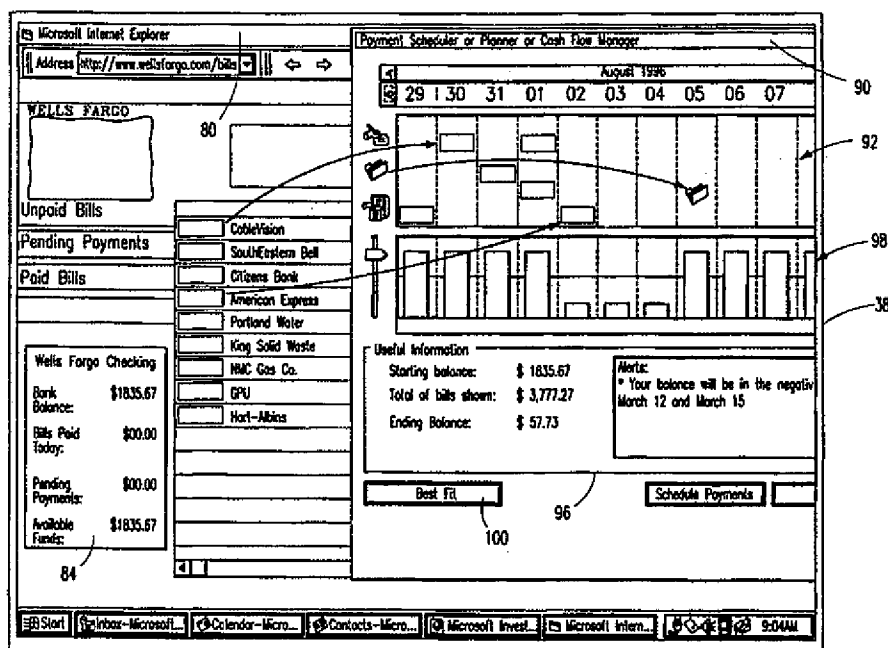 Microsoft Internet Explorer
Address http://www.wellsfargo.com/bills
80
WELLS FARGO
Unpaid Bills
Pending Payments
Paid Bills
CableVision
SouthEastern Bell
Citizens Bank
American Express
Portland Water
King Solid Waste
NMC Gas Co.
GPU
Hart-Albins
Wells Fargo Checking
Bank Balance: $1835.67
Bills Paid Today: $00.00
Pending Payments: $00.00
Available Funds: $1835.67
84
Payment Scheduler or Planner or Cash Flow Manager
90
August 1996
29 30 31 01 02 03 04 05 06 07
92
98
38
Useful Information
Starting balance: $ 1835.67
Total of bills shown: $ 3,777.27
Ending Balance: $ 57.73
Alerts:
* Your balance will be in the negativ
March 12 and March 15
Best Fit
100
96
Schedule Payments
Start Inbox-Microsoft... Calendar-Micro... Contacts-Micro... Microsoft Invest... Microsoft Intern... 9:04AM